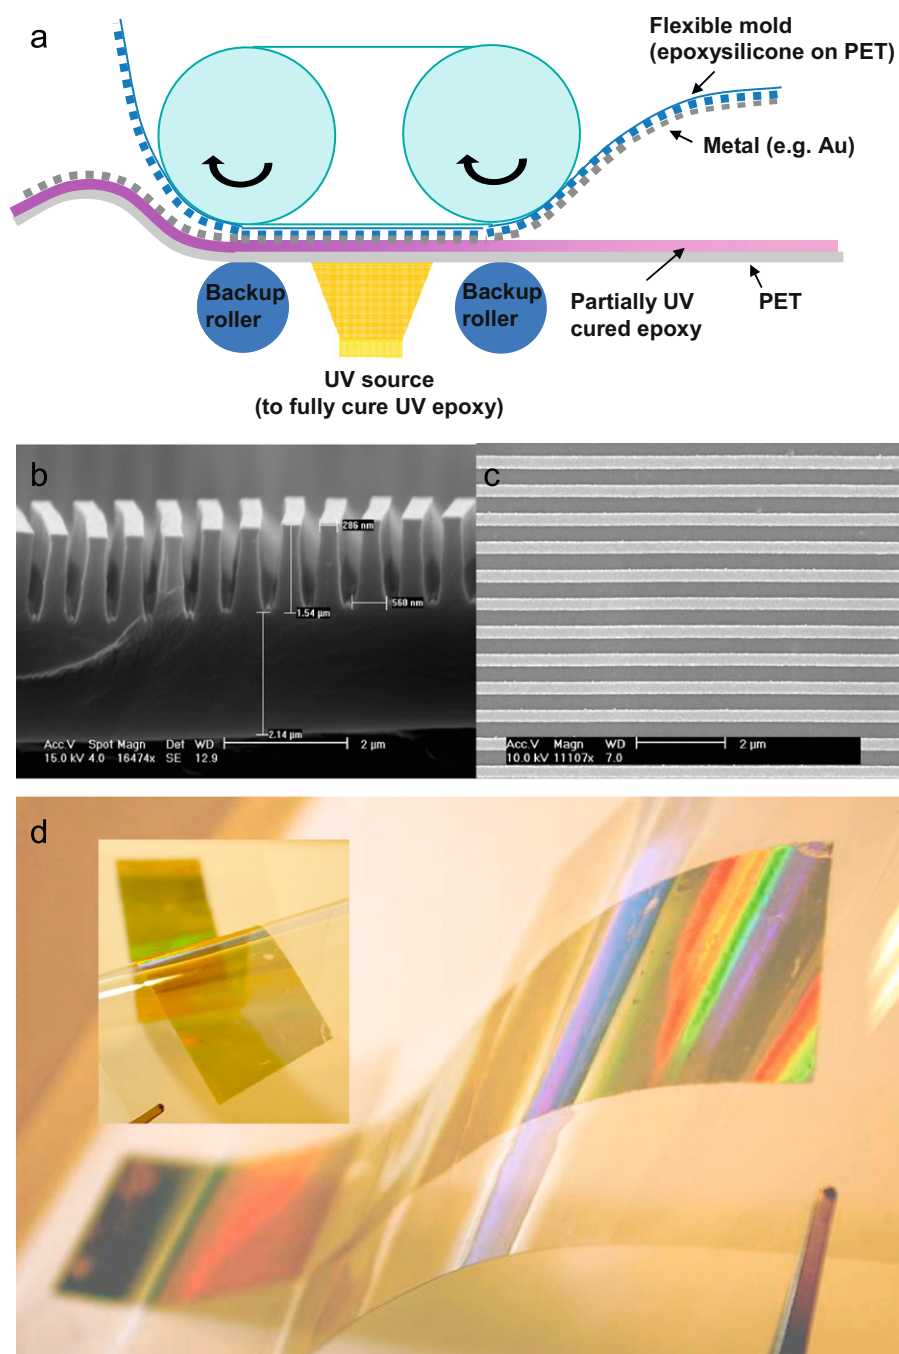 a
Flexible mold
(epoxysilicone on PET)
Metal (e.g. Au)
Backup
roller
Backup
roller
Partially UV
cured epoxy
PET
UV source
(to fully cure UV epoxy)
b
286 nm
560 nm
1.54 µm
2.14 µm
Acc.V Spot Magn Det WD 2 µm
15.0 kV 4.0 16474x SE 12.9
c
Acc.V Magn WD 2 µm
10.0 kV 11107x 7.0
d